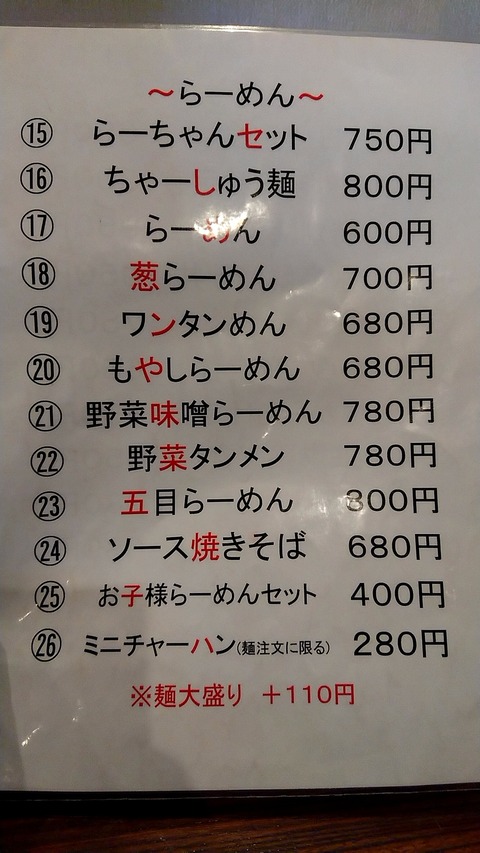 ～らーめん～
⑮ らーちゃんセット 750円
⑯ ちゃーしゅう麺 800円
⑰ らーめん 600円
⑱ 葱らーめん 700円
⑲ ワンタンめん 680円
⑳ もやしらーめん 680円
㉑ 野菜味噌らーめん 780円
㉒ 野菜タンメン 780円
㉓ 五目らーめん 800円
㉔ ソース焼きそば 680円
㉕ お子様らーめんセット 400円
㉖ ミニチャーハン(麺注文に限る) 280円
※麺大盛り ＋110円